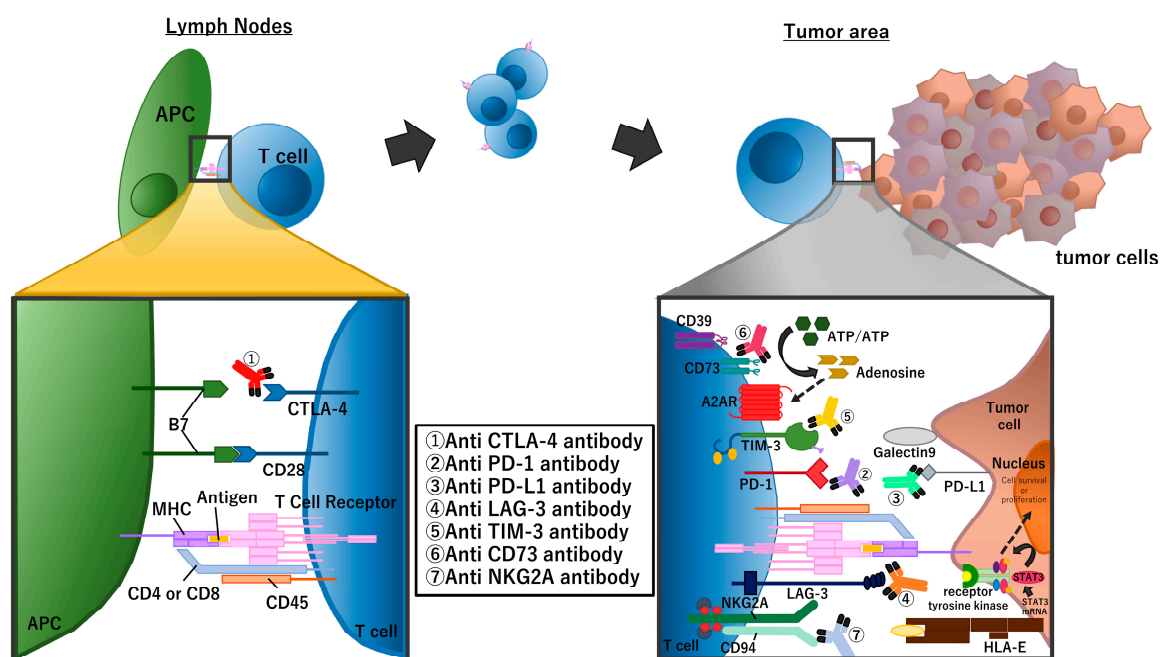 Lymph Nodes
Tumor area
APC
T cell
tumor cells
①
B7
CTLA-4
CD28
Antigen
MHC
T Cell Receptor
CD4 or CD8
CD45
APC
T cell
①Anti CTLA-4 antibody
②Anti PD-1 antibody
③Anti PD-L1 antibody
④Anti LAG-3 antibody
⑤Anti TIM-3 antibody
⑥Anti CD73 antibody
⑦Anti NKG2A antibody
CD39
⑥
ATP/ATP
CD73
Adenosine
A2AR
⑤
TIM-3
Galectin9
Tumor
cell
PD-1
②
③
PD-L1
Nucleus
Cell survival
or
proliferation
LAG-3
④
receptor
tyrosine kinase
STAT3
STAT3
mRNA
NKG2A
CD94
⑦
HLA-E
T cell